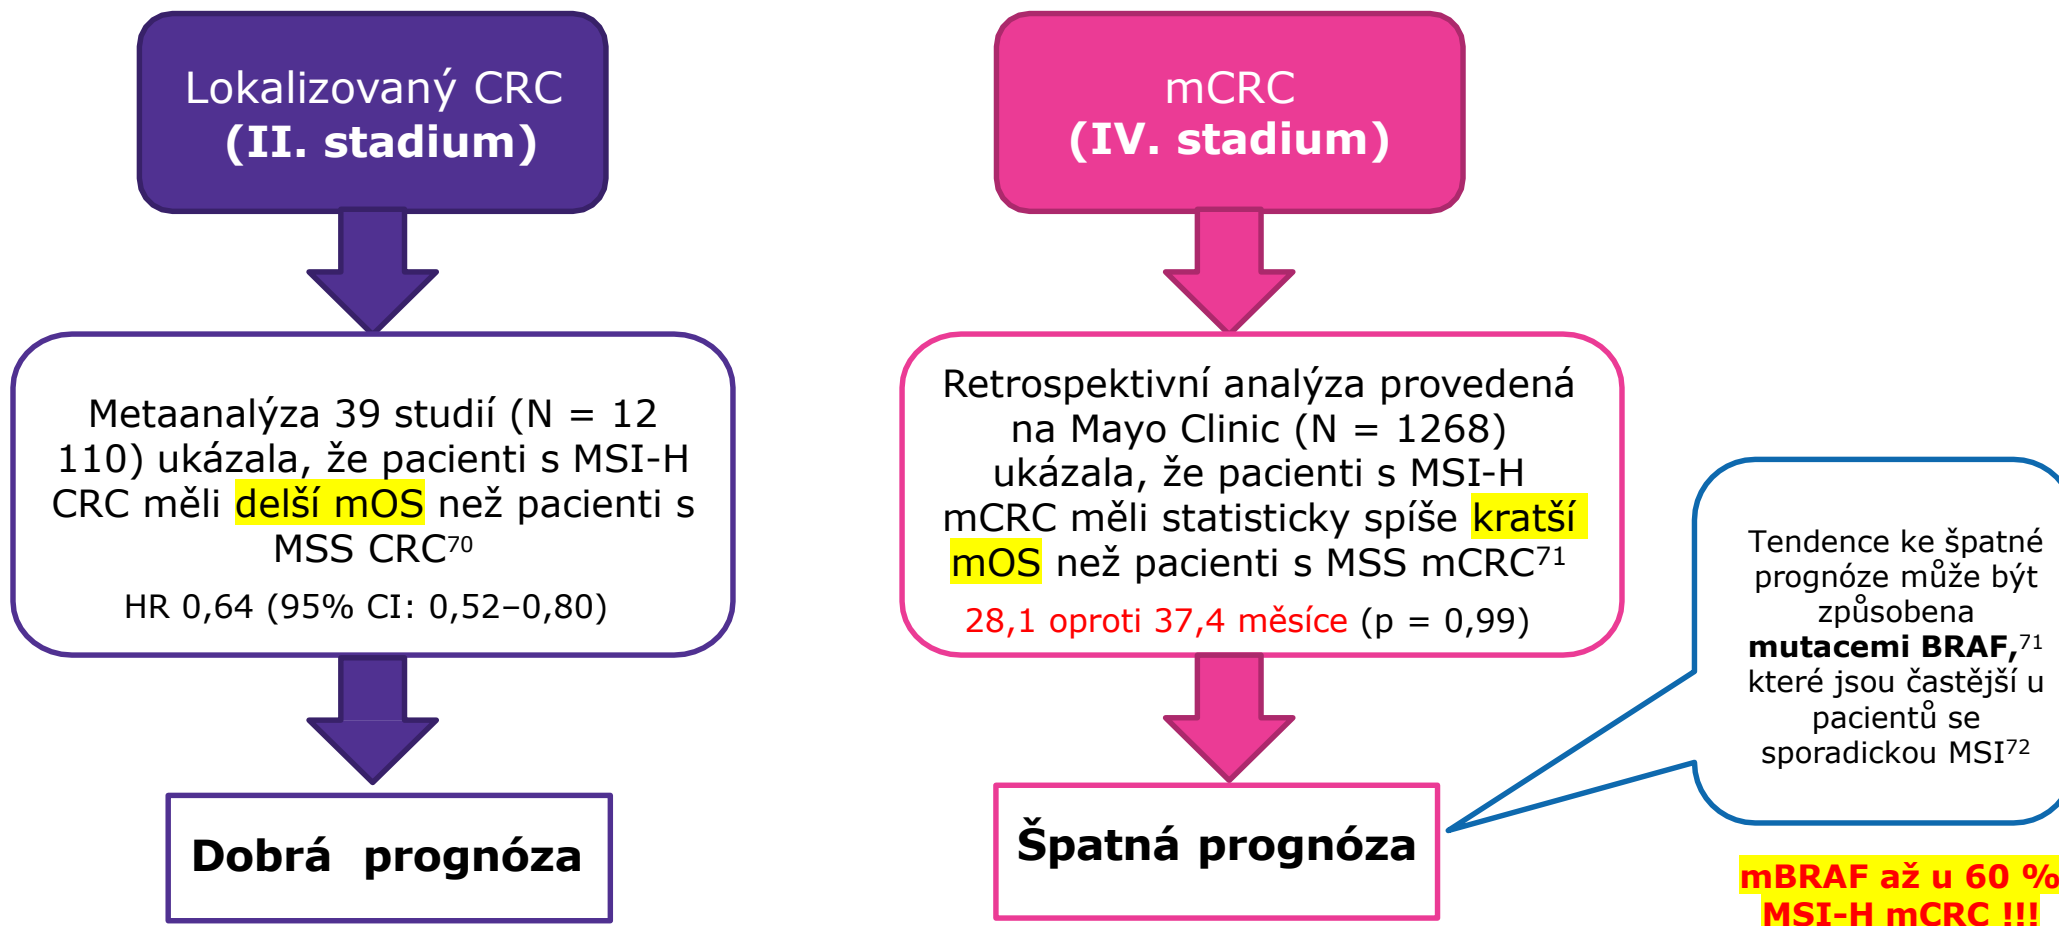 Lokalizovaný CRC
(II. stadium)
Metaanalýza 39 studií (N = 12
110) ukázala, že pacienti s MSI-H
CRC měli delší mOS než pacienti s
MSS CRC70
HR 0,64 (95% CI: 0,52–0,80)
Dobrá prognóza
mCRC
(IV. stadium)
Retrospektivní analýza provedená
na Mayo Clinic (N = 1268)
ukázala, že pacienti s MSI-H
mCRC měli statisticky spíše kratší
mOS než pacienti s MSS mCRC71
28,1 oproti 37,4 měsíce (p = 0,99)
Špatná prognóza
Tendence ke špatné
prognóze může být
způsobena
mutacemi BRAF,71
které jsou častější u
pacientů se
sporadickou MSI72
mBRAF až u 60 %
MSI-H mCRC !!!